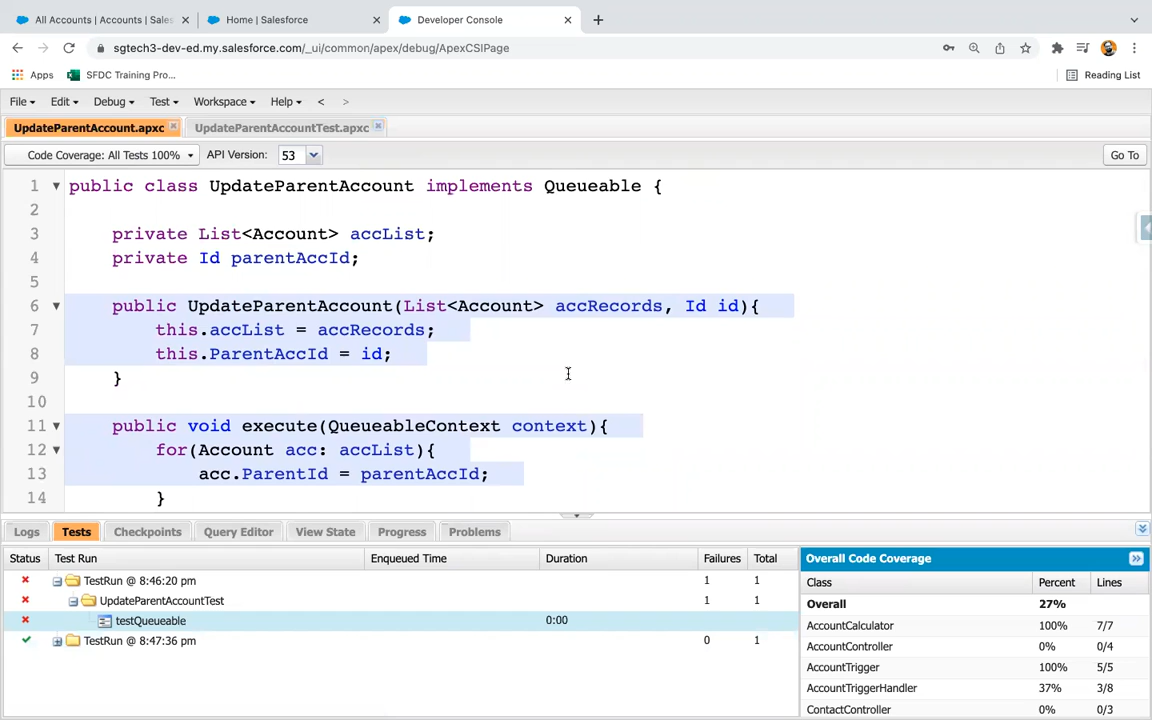 All Accounts | Accounts | Sales
Home | Salesforce
Developer Console
sgtech3-dev-ed.my.salesforce.com/_ui/common/apex/debug/ApexCSIPage
Apps
SFDC Training Pro...
Reading List
File
Edit
Debug
Test
Workspace
Help
<
>
UpdateParentAccount.apxc
UpdateParentAccountTest.apxc
Code Coverage: All Tests 100%
API Version:
53
Go To
1 public class UpdateParentAccount implements Queueable {
2
3 private List<Account> accList;
4 private Id parentAccId;
5
6 public UpdateParentAccount(List<Account> accRecords, Id id){
7 this.accList = accRecords;
8 this.ParentAccId = id;
9 }
10
11 public void execute(QueueableContext context){
12 for(Account acc: accList){
13 acc.ParentId = parentAccId;
14 }
Logs
Tests
Checkpoints
Query Editor
View State
Progress
Problems
Status Test Run Enqueued Time Duration Failures Total
TestRun @ 8:46:20 pm 1 1
UpdateParentAccountTest 1 1
testQueueable 0:00
TestRun @ 8:47:36 pm 0 1
Overall Code Coverage
Class Percent Lines
Overall 27%
AccountCalculator 100% 7/7
AccountController 0% 0/4
AccountTrigger 100% 5/5
AccountTriggerHandler 37% 3/8
ContactController 0% 0/3